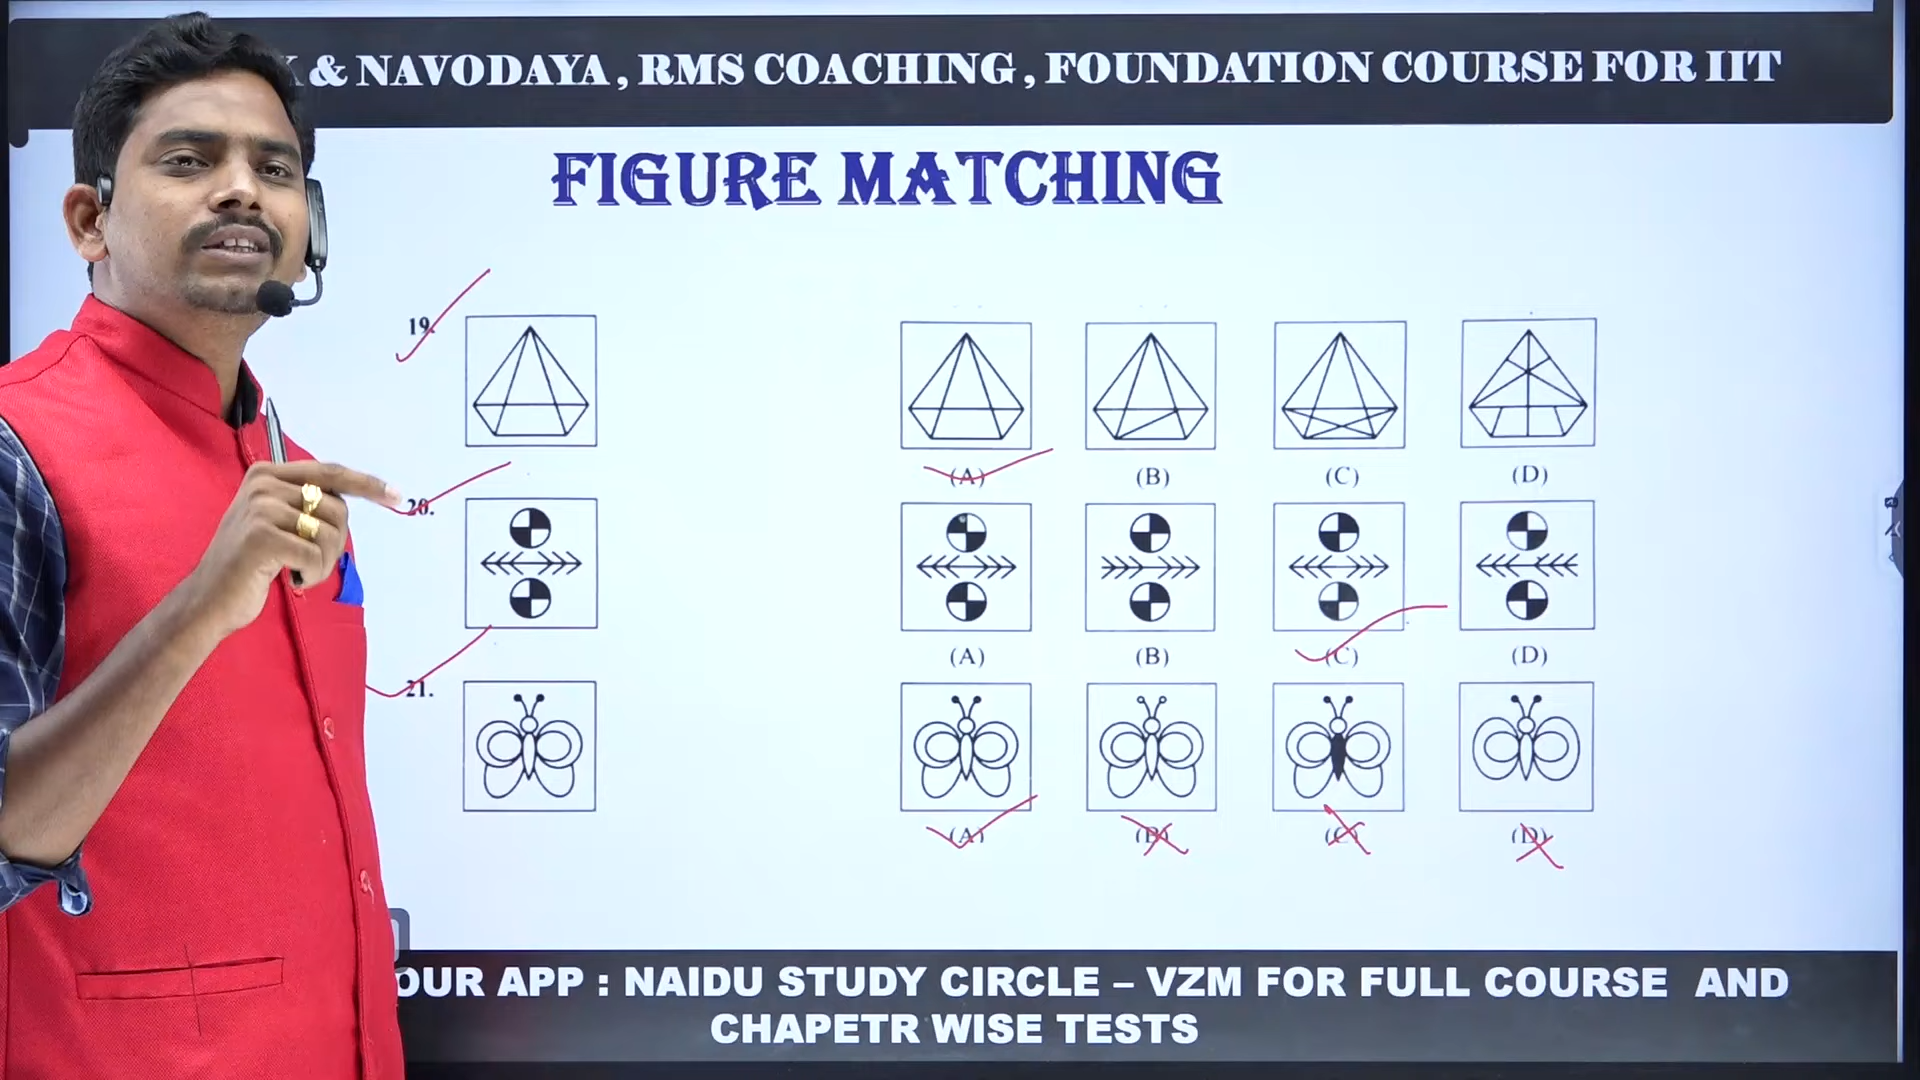 & NAVODAYA , RMS COACHING , FOUNDATION COURSE FOR IIT
FIGURE MATCHING
19.
(A) (B) (C) (D)
20.
(A) (B) (C) (D)
21.
(A) (B) (C) (D)
OUR APP : NAIDU STUDY CIRCLE – VZM FOR FULL COURSE AND
CHAPETR WISE TESTS